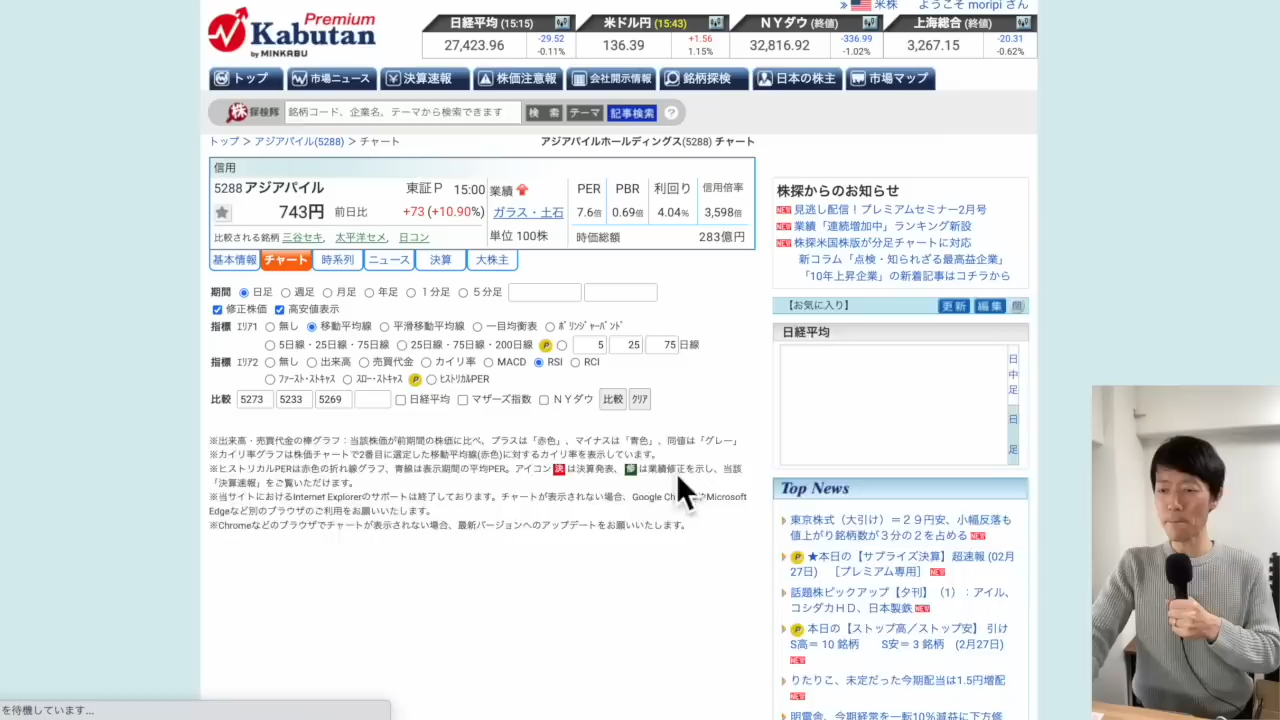 Premium
Kabutan
by MINKABU
米株
ようこそ moripi さん
日経平均 (15:15)
27,423.96
-29.52
-0.11%
米ドル円 (15:43)
136.39
+1.56
1.15%
NYダウ (終値)
32,816.92
-336.99
-1.02%
上海総合 (終値)
3,267.15
-20.31
-0.62%
トップ
市場ニュース
決算速報
株価注意報
会社開示情報
銘柄探検
日本の株主
市場マップ
株探検隊
銘柄コード、企業名、テーマから検索できます
検 索
テーマ
記事検索
?
トップ > アジアパイル(5288) > チャート
アジアパイルホールディングス(5288) チャート
信用
5288 アジアパイル
東証P 15:00
743円 前日比 +73 (+10.90%)
比較される銘柄 三谷セキ, 太平洋セメ, 日コン
業績
ガラス・土石
単位 100株
PER PBR 利回り 信用倍率
7.6倍 0.69倍 4.04% 3,598倍
時価総額 283億円
基本情報 チャート 時系列 ニュース 決算 大株主
期間 日足 週足 月足 年足 1分足 5分足
修正株価 高安値表示
指標 エリア1 無し 移動平均線 平滑移動平均線 一目均衡表 ボリンジャーバンド
5日線・25日線・75日線 25日線・75日線・200日線 P 5 25 75 日線
指標 エリア2 無し 出来高 売買代金 カイリ率 MACD RSI RCI
ファースト・ストキャス スロー・ストキャス P ヒストリカルPER
比較 5273 5233 5269 日経平均 マザーズ指数 NYダウ 比較 クリア
※出来高・売買代金の棒グラフ：当該株価が前期間の株価に比べ、プラスは「赤色」、マイナスは「青色」、同値は「グレー」
※カイリ率グラフは株価チャートで2番目に選定した移動平均線(赤色)に対するカイリ率を表示しています。
※ヒストリカルPERは赤色の折れ線グラフ、青線は表示期間の平均PER。アイコン決は決算発表、修は業績修正を示し、当該
「決算速報」をご覧いただけます。
※当サイトにおけるInternet Explorerのサポートは終了しております。チャートが表示されない場合、Google Ch Microsoft
Edgeなど別のブラウザのご利用をお願いいたします。
※Chromeなどのブラウザでチャートが表示されない場合、最新バージョンへのアップデートをお願いいたします。
株探からのお知らせ
NEW 見逃し配信！プレミアムセミナー2月号
NEW 業績「連続増加中」ランキング新設
NEW 株探米国株版が分足チャートに対応
新コラム「点検・知られざる最高益企業」
「10年上昇企業」の新着記事はコチラから
【お気に入り】 更新 編集
日経平均
日
中
足
日
足
Top News
東京株式（大引け）＝２９円安、小幅反落も
値上がり銘柄数が３分の２を占める NEW
P ★本日の【サプライズ決算】超速報 (02月
27日) ［プレミアム専用］ NEW
話題株ピックアップ【夕刊】（1）：アイル、
コシダカＨＤ、日本製鉄 NEW
P 本日の【ストップ高／ストップ安】 引け
S高＝ 10 銘柄 S安＝ 3 銘柄 (2月27日)
NEW
りたりこ、未定だった今期配当は1.5円増配
NEW
明電舎、今期経常を一転10％減益に下方修
を待機しています...